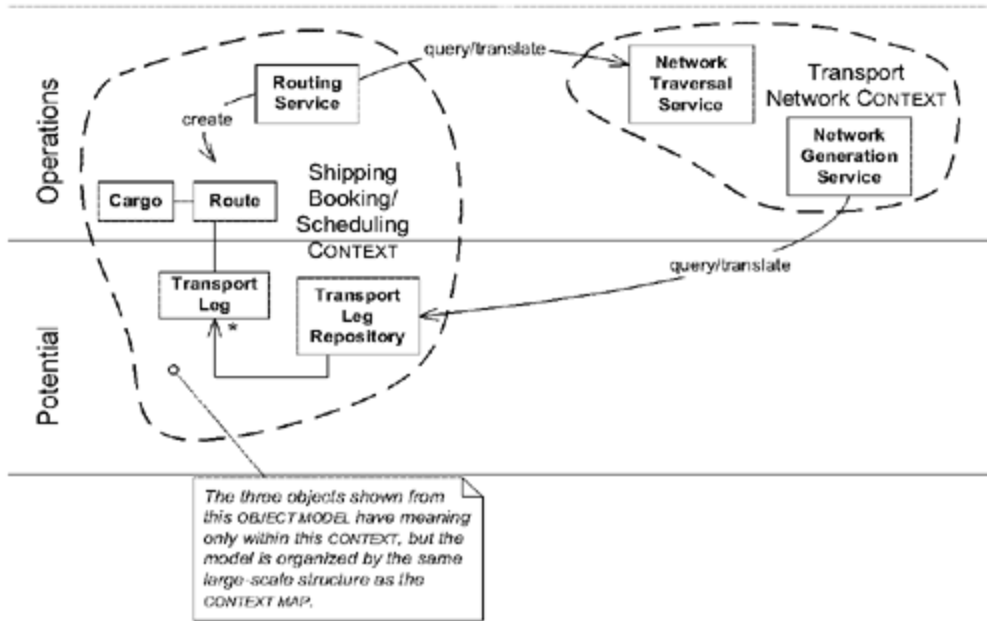 Operations
query/translate
Routing
Service
create
Cargo
Route
Shipping
Booking/
Scheduling
CONTEXT
Network
Traversal
Service
Transport
Network CONTEXT
Network
Generation
Service
query/translate
Potential
Transport
Leg
*
Transport
Leg
Repository
The three objects shown from
this OBJECT MODEL have meaning
only within this CONTEXT, but the
model is organized by the same
large-scale structure as the
CONTEXT MAP.